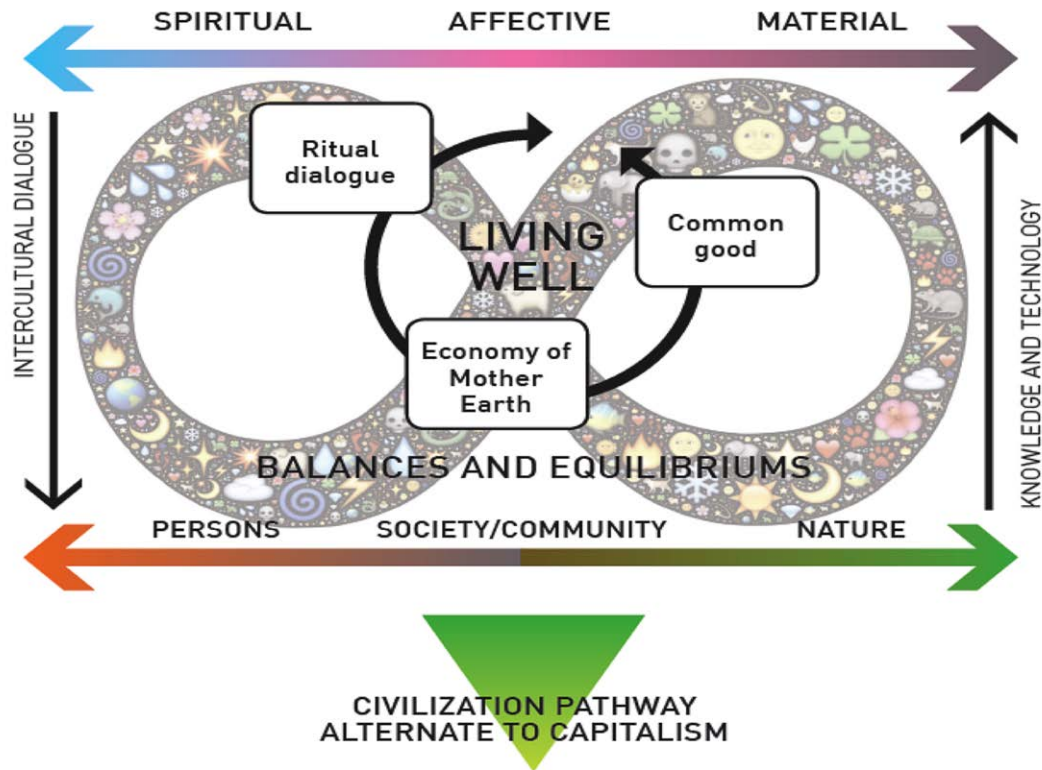 SPIRITUAL AFFECTIVE MATERIAL
INTERCULTURAL DIALOGUE
Ritual
dialogue
LIVING
WELL
Common
good
Economy of
Mother
Earth
KNOWLEDGE AND TECHNOLOGY
BALANCES AND EQUILIBRIUMS
PERSONS SOCIETY/COMMUNITY NATURE
CIVILIZATION PATHWAY
ALTERNATE TO CAPITALISM